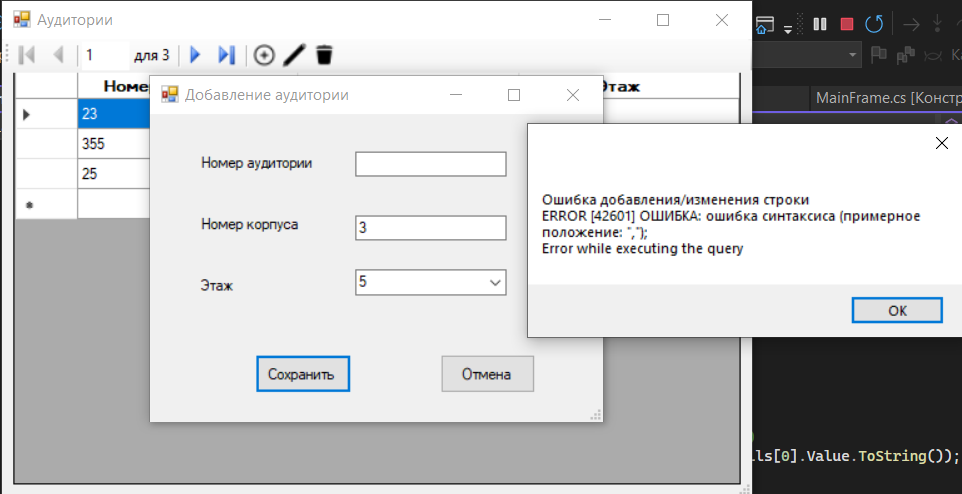 Аудитории
1 для 3
Номе
Этаж
23
355
25
Добавление аудитории
Номер аудитории
Номер корпуса 3
Этаж 5
Сохранить Отмена
Ошибка добавления/изменения строки
ERROR [42601] ОШИБКА: ошибка синтаксиса (примерное
положение: ",");
Error while executing the query
OK
MainFrame.cs [Констр
ls[0].Value.ToString());